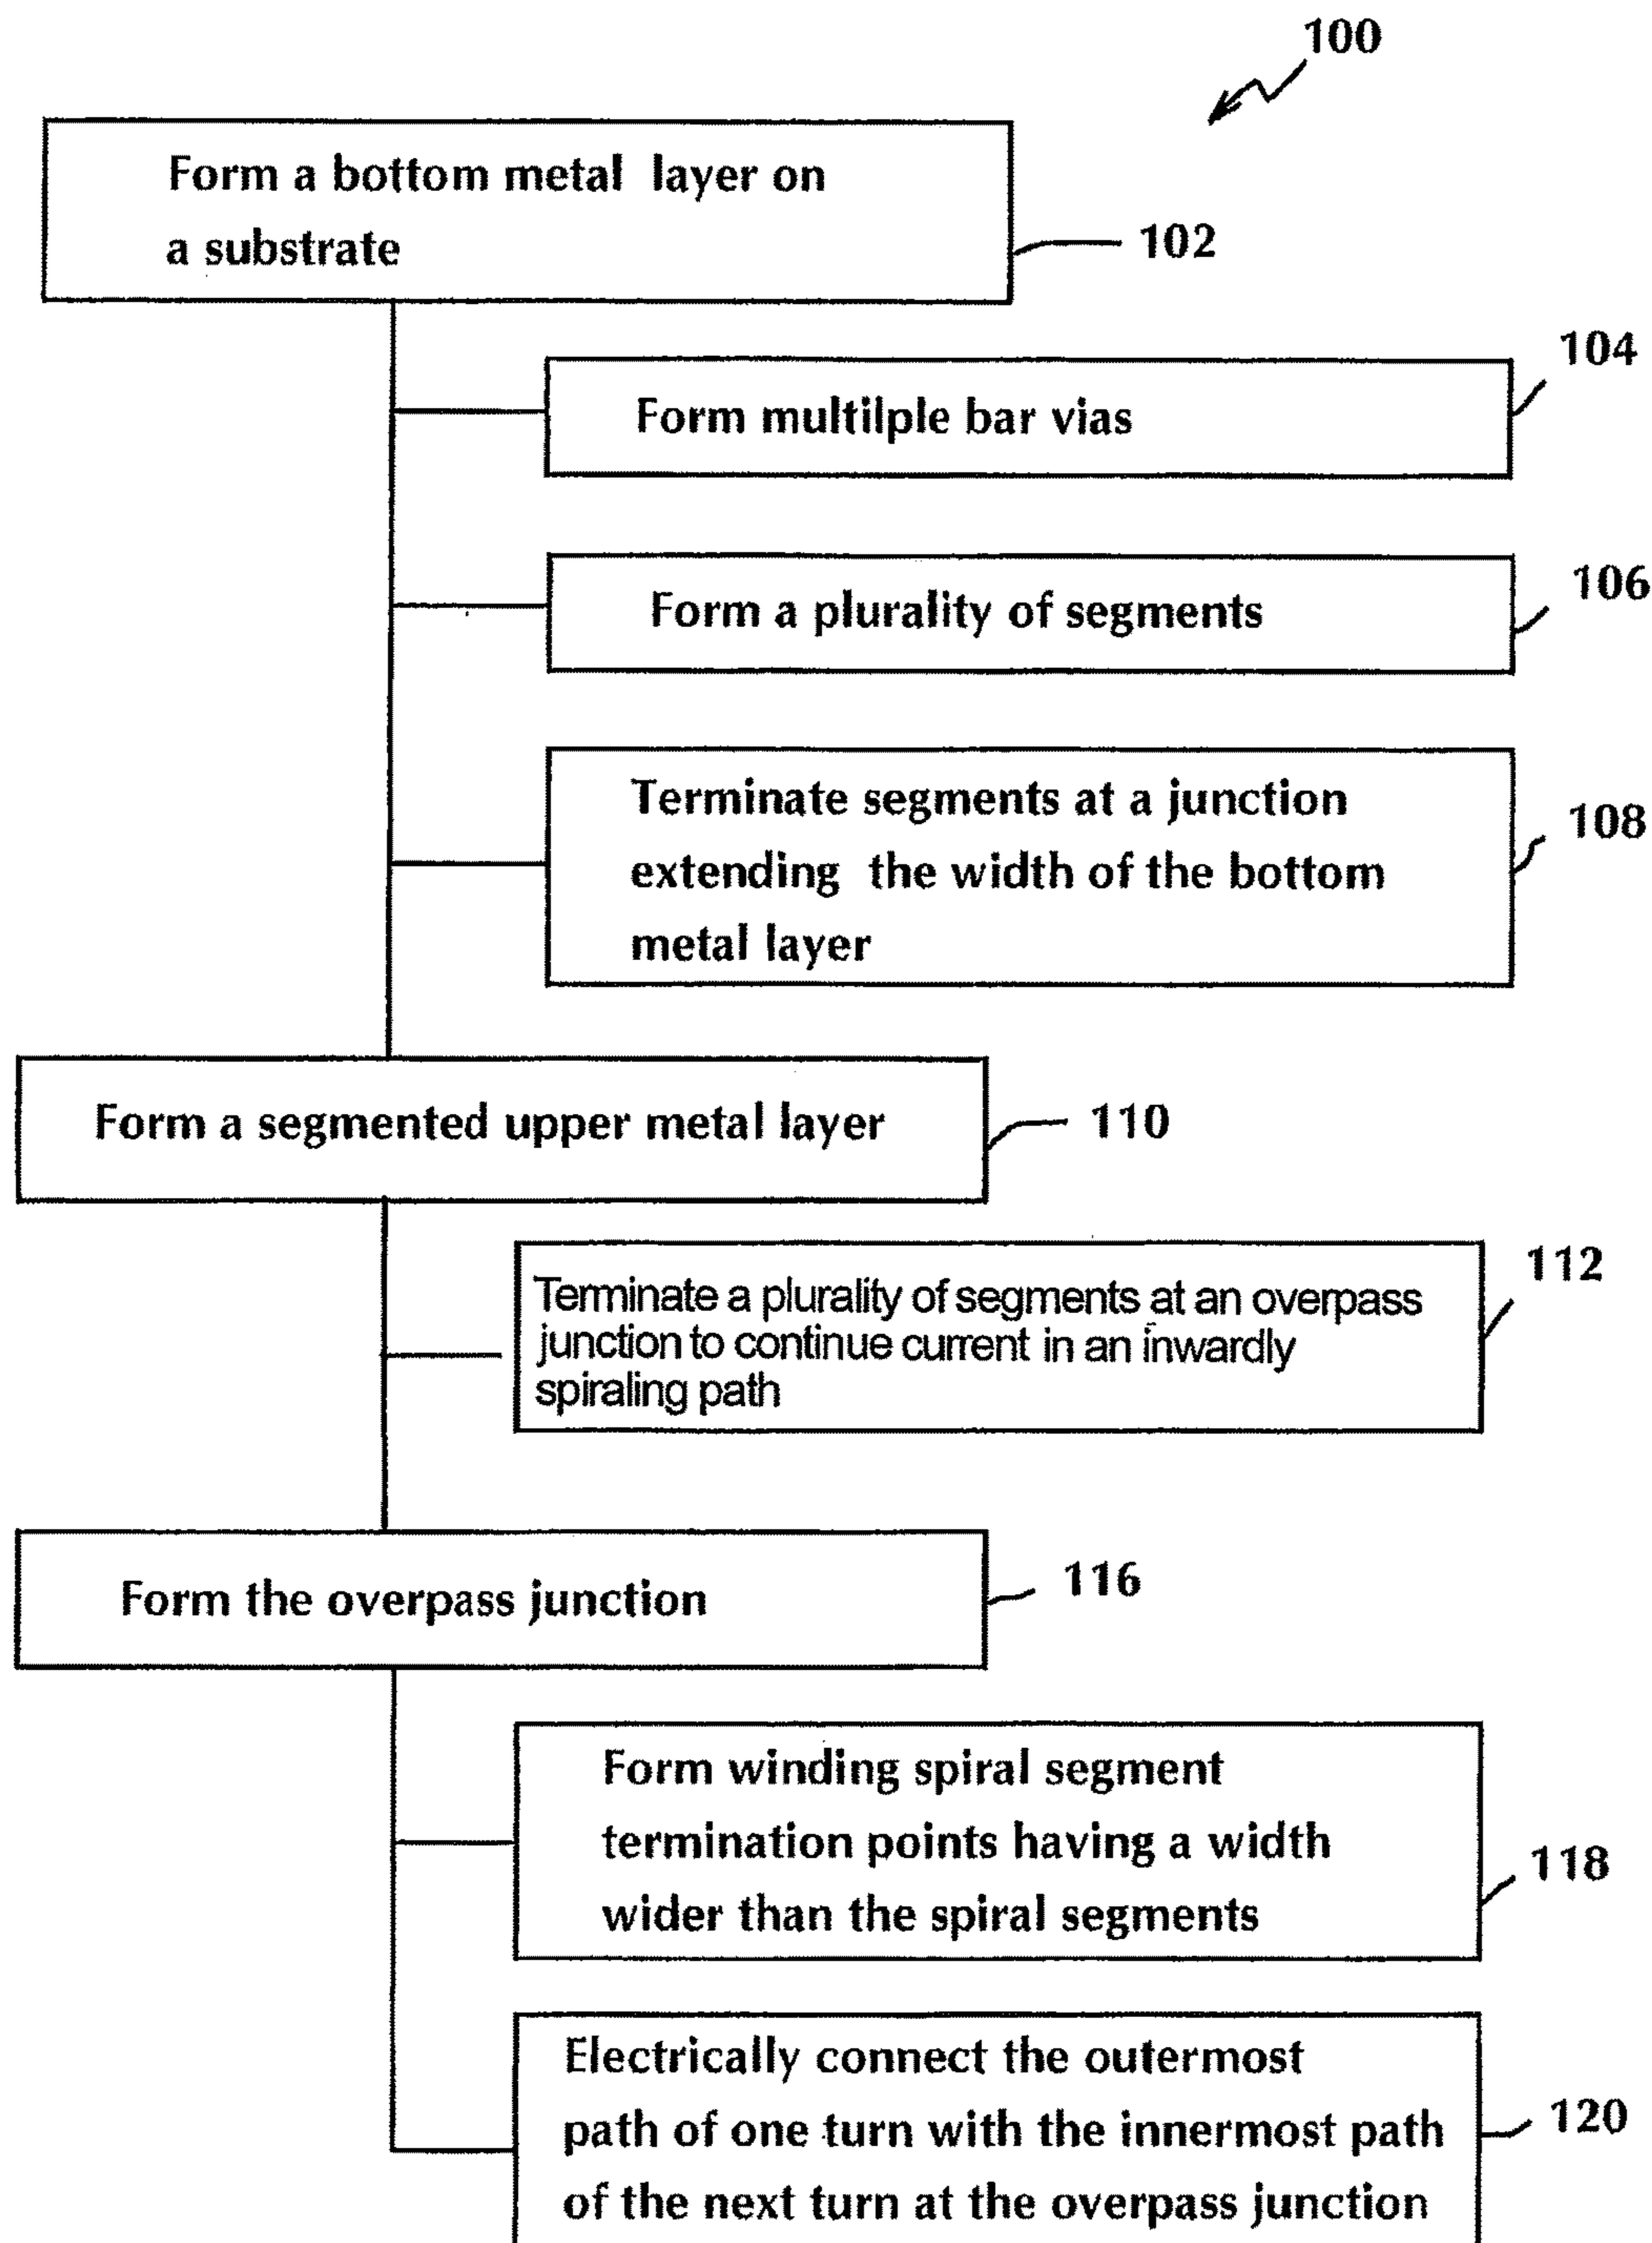 100
Form a bottom metal layer on
a substrate
102
104
Form multilple bar vias
106
Form a plurality of segments
Terminate segments at a junction
extending the width of the bottom
metal layer
108
Form a segmented upper metal layer
110
112
Terminate a plurality of segments at an overpass
junction to continue current in an inwardly
spiraling path
Form the overpass junction
116
Form winding spiral segment
termination points having a width
wider than the spiral segments
118
Electrically connect the outermost
path of one turn with the innermost path
of the next turn at the overpass junction
120